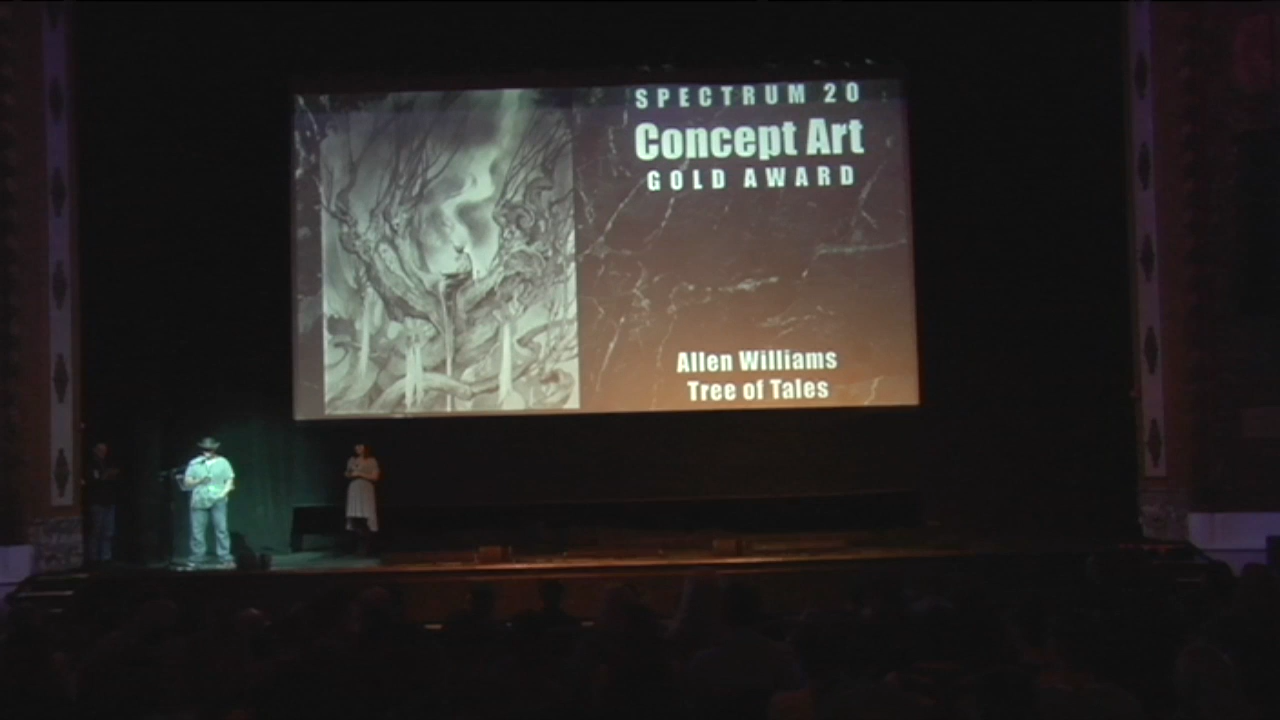 SPECTRUM 20
Concept Art
GOLD AWARD
Allen Williams
Tree of Tales